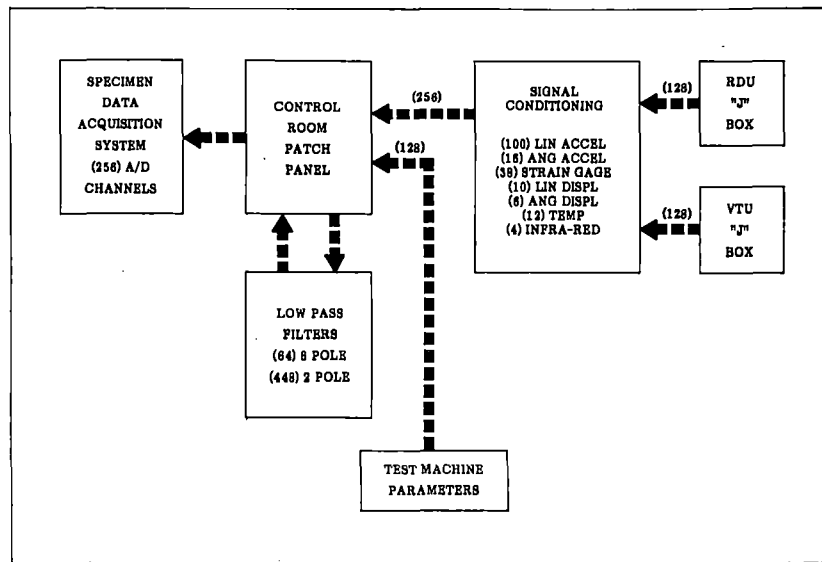 SPECIMEN
DATA
ACQUISITION
SYSTEM
(256) A/D
CHANNELS
CONTROL
ROOM
PATCH
PANEL
(256)
(128)
SIGNAL
CONDITIONING
(100) LIN ACCEL
(16) ANG ACCEL
(38) STRAIN GAGE
(10) LIN DISPL
(6) ANG DISPL
(12) TEMP
(4) INFRA-RED
(128)
RDU
"J"
BOX
(128)
VTU
"J"
BOX
LOW PASS
FILTERS
(64) 8 POLE
(448) 2 POLE
TEST MACHINE
PARAMETERS